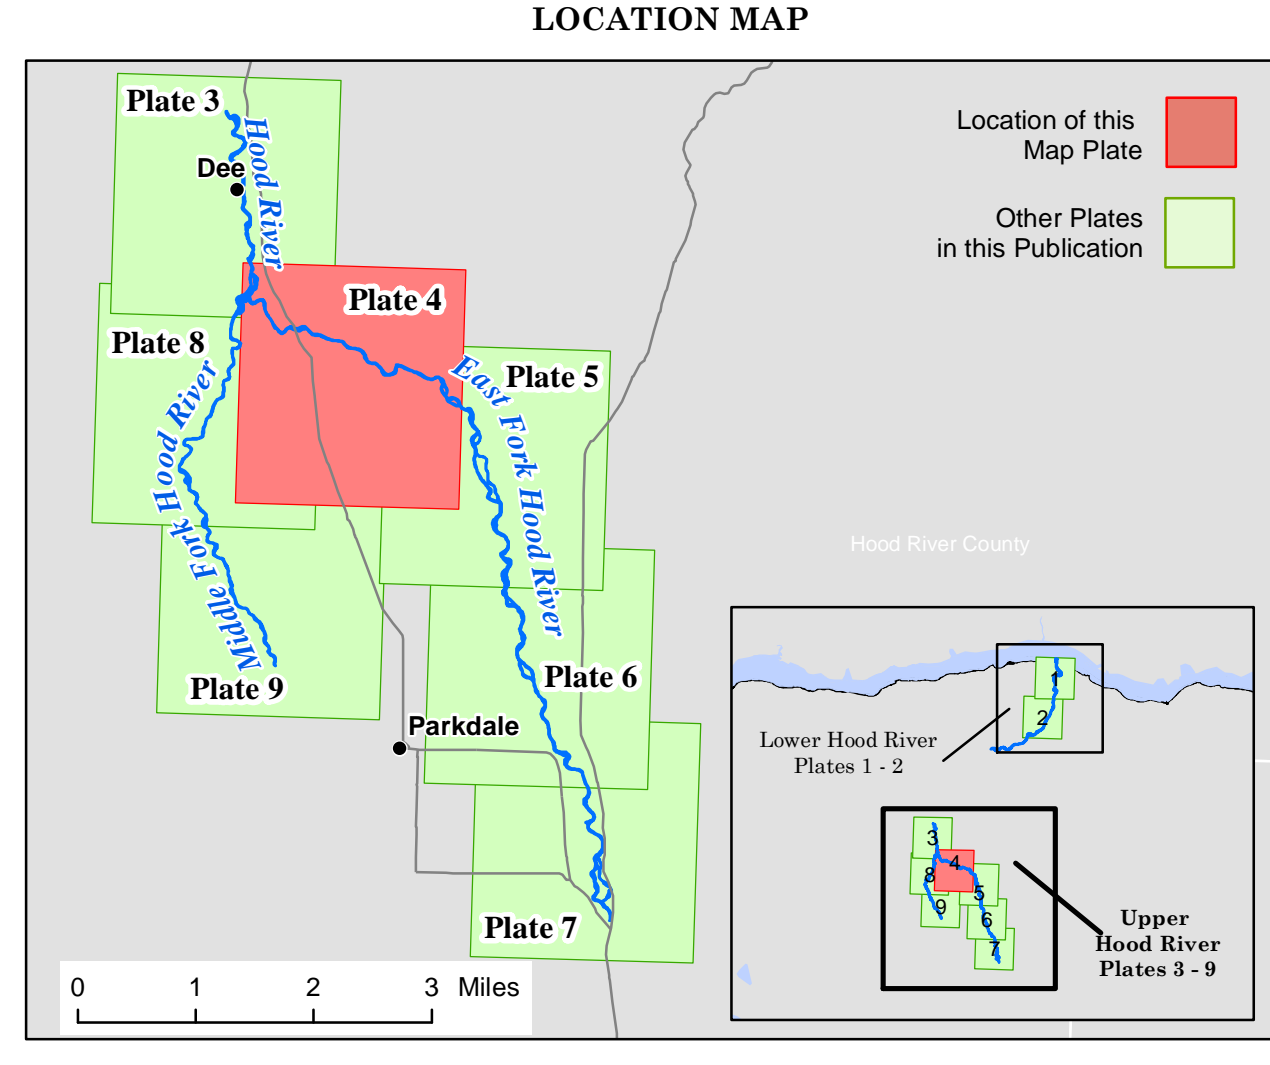 LOCATION MAP
Plate 3
Hood River
Dee
Location of this
Map Plate
Other Plates
in this Publication
Plate 4
Plate 8
Plate 5
East Fork Hood River
Middle Fork Hood River
Hood River County
Plate 9
Plate 6
Parkdale
Plate 7
0 1 2 3 Miles
1
2
Lower Hood River
Plates 1 - 2
3
4
8
5
9
6
7
Upper
Hood River
Plates 3 - 9